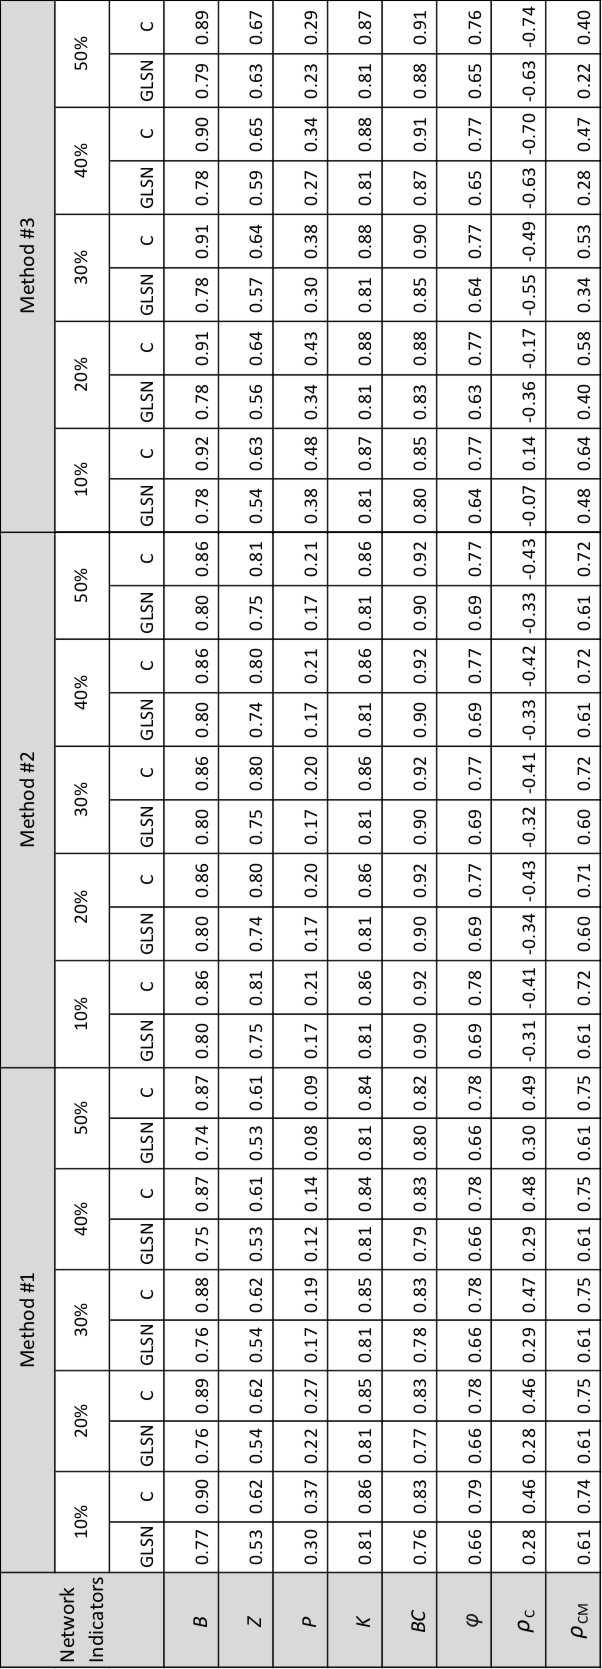 Network Indicators Method #1 Method #2 Method #3
10% 20% 30% 40% 50% 10% 20% 30% 40% 50% 10% 20% 30% 40% 50%
GLSN C GLSN C GLSN C GLSN C GLSN C GLSN C GLSN C GLSN C GLSN C GLSN C GLSN C GLSN C GLSN C GLSN C GLSN C
B 0.77 0.90 0.76 0.89 0.76 0.88 0.75 0.87 0.74 0.87 0.80 0.86 0.80 0.86 0.80 0.86 0.80 0.86 0.80 0.86 0.78 0.92 0.78 0.91 0.78 0.91 0.78 0.90 0.79 0.89
Z 0.53 0.62 0.54 0.62 0.54 0.62 0.53 0.61 0.53 0.61 0.75 0.81 0.74 0.80 0.75 0.80 0.74 0.80 0.75 0.81 0.54 0.63 0.56 0.64 0.57 0.64 0.59 0.65 0.63 0.67
P 0.30 0.37 0.22 0.27 0.17 0.19 0.12 0.14 0.08 0.09 0.17 0.21 0.17 0.20 0.17 0.20 0.17 0.21 0.17 0.21 0.38 0.48 0.34 0.43 0.30 0.38 0.27 0.34 0.23 0.29
K 0.81 0.86 0.81 0.85 0.81 0.85 0.81 0.84 0.81 0.84 0.81 0.86 0.81 0.86 0.81 0.86 0.81 0.86 0.81 0.86 0.81 0.87 0.81 0.88 0.81 0.88 0.81 0.88 0.81 0.87
BC 0.76 0.83 0.77 0.83 0.78 0.83 0.79 0.83 0.80 0.82 0.90 0.92 0.90 0.92 0.90 0.92 0.90 0.92 0.90 0.92 0.80 0.85 0.83 0.88 0.85 0.90 0.87 0.91 0.88 0.91
φ 0.66 0.79 0.66 0.78 0.66 0.78 0.66 0.78 0.66 0.78 0.69 0.78 0.69 0.77 0.69 0.77 0.69 0.77 0.69 0.77 0.64 0.77 0.63 0.77 0.64 0.77 0.65 0.77 0.65 0.76
ρC 0.28 0.46 0.28 0.46 0.29 0.47 0.29 0.48 0.30 0.49 -0.31 -0.41 -0.34 -0.43 -0.32 -0.41 -0.33 -0.42 -0.33 -0.43 -0.07 0.14 -0.36 -0.17 -0.55 -0.49 -0.63 -0.70 -0.63 -0.74
ρCM 0.61 0.74 0.61 0.75 0.61 0.75 0.61 0.75 0.61 0.75 0.61 0.72 0.60 0.71 0.60 0.72 0.61 0.72 0.61 0.72 0.48 0.64 0.40 0.58 0.34 0.53 0.28 0.47 0.22 0.40